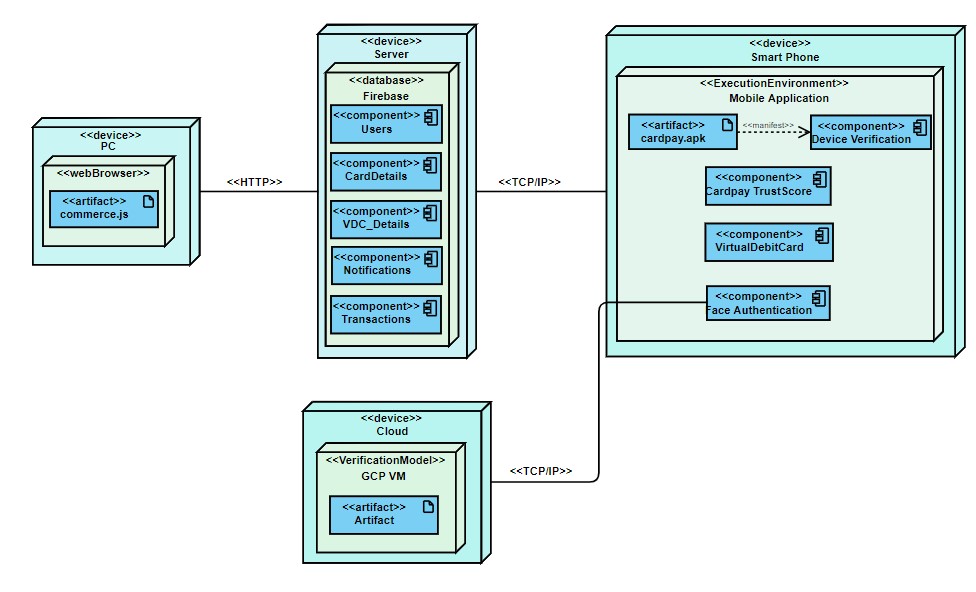 <<device>>
PC
<<webBrowser>>
<<artifact>>
commerce.js
<<HTTP>>
<<device>>
Server
<<database>>
Firebase
<<component>>
Users
<<component>>
CardDetails
<<component>>
VDC_Details
<<component>>
Notifications
<<component>>
Transactions
<<TCP/IP>>
<<device>>
Smart Phone
<<ExecutionEnvironment>>
Mobile Application
<<artifact>>
cardpay.apk
<<manifest>>
<<component>>
Device Verification
<<component>>
Cardpay TrustScore
<<component>>
VirtualDebitCard
<<component>>
Face Authentication
<<device>>
Cloud
<<VerificationModel>>
GCP VM
<<artifact>>
Artifact
<<TCP/IP>>